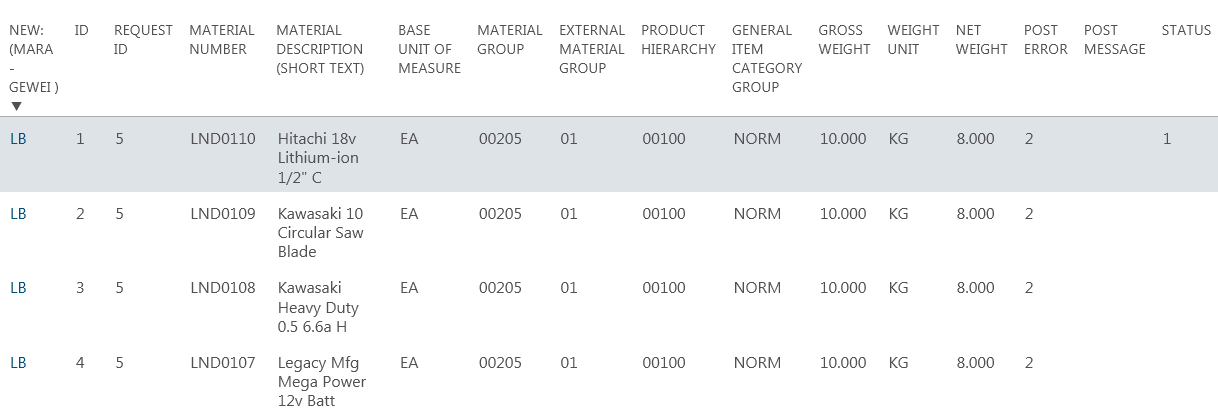 NEW: ID REQUEST MATERIAL MATERIAL BASE MATERIAL EXTERNAL PRODUCT GENERAL GROSS WEIGHT NET POST POST STATUS
(MARA ID NUMBER DESCRIPTION UNIT OF GROUP MATERIAL HIERARCHY ITEM WEIGHT UNIT WEIGHT ERROR MESSAGE
- (SHORT TEXT) MEASURE GROUP CATEGORY
GEWEI ) GROUP
▼
LB 1 5 LND0110 Hitachi 18v EA 00205 01 00100 NORM 10.000 KG 8.000 2 1
Lithium-ion
1/2" C
LB 2 5 LND0109 Kawasaki 10 EA 00205 01 00100 NORM 10.000 KG 8.000 2
Circular Saw
Blade
LB 3 5 LND0108 Kawasaki EA 00205 01 00100 NORM 10.000 KG 8.000 2
Heavy Duty
0.5 6.6a H
LB 4 5 LND0107 Legacy Mfg EA 00205 01 00100 NORM 10.000 KG 8.000 2
Mega Power
12v Batt